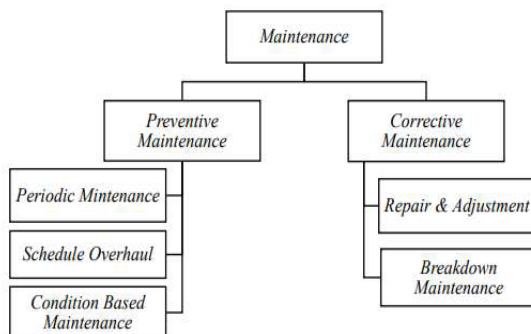 Maintenance
Preventive
Maintenance
Corrective
Maintenance
Periodic Mintenance
Schedule Overhaul
Condition Based
Maintenance
Repair & Adjustment
Breakdown
Maintenance